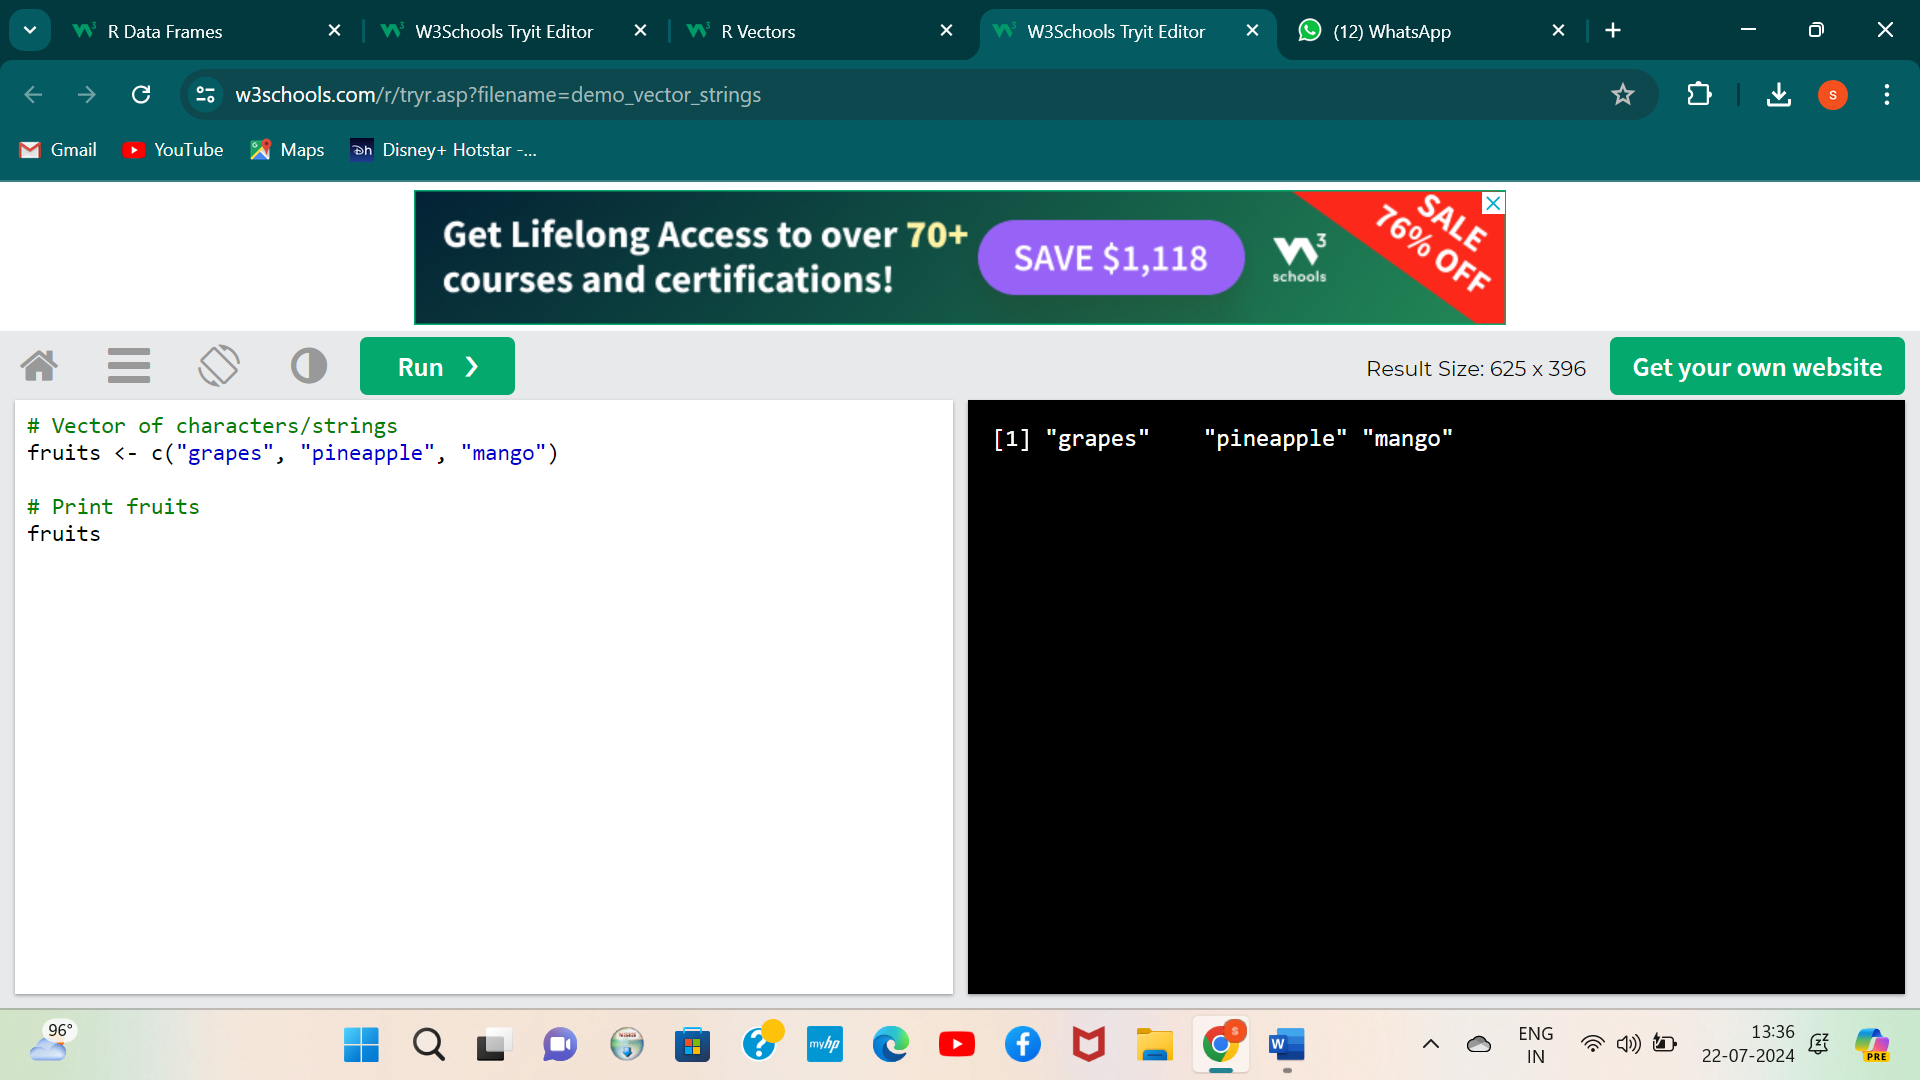 R Data Frames
W3Schools Tryit Editor
R Vectors
W3Schools Tryit Editor
(12) WhatsApp
w3schools.com/r/tryr.asp?filename=demo_vector_strings
S
Gmail
YouTube
Maps
Disney+ Hotstar -...
Get Lifelong Access to over 70+
courses and certifications!
SAVE $1,118
W3
schools
SALE
76% OFF
Run ❯
Result Size: 625 x 396
Get your own website
# Vector of characters/strings
fruits <- c("grapes", "pineapple", "mango")
# Print fruits
fruits
[1] "grapes"    "pineapple" "mango"
96°
myhp
S
W
ENG
IN
13:36
22-07-2024
PRE